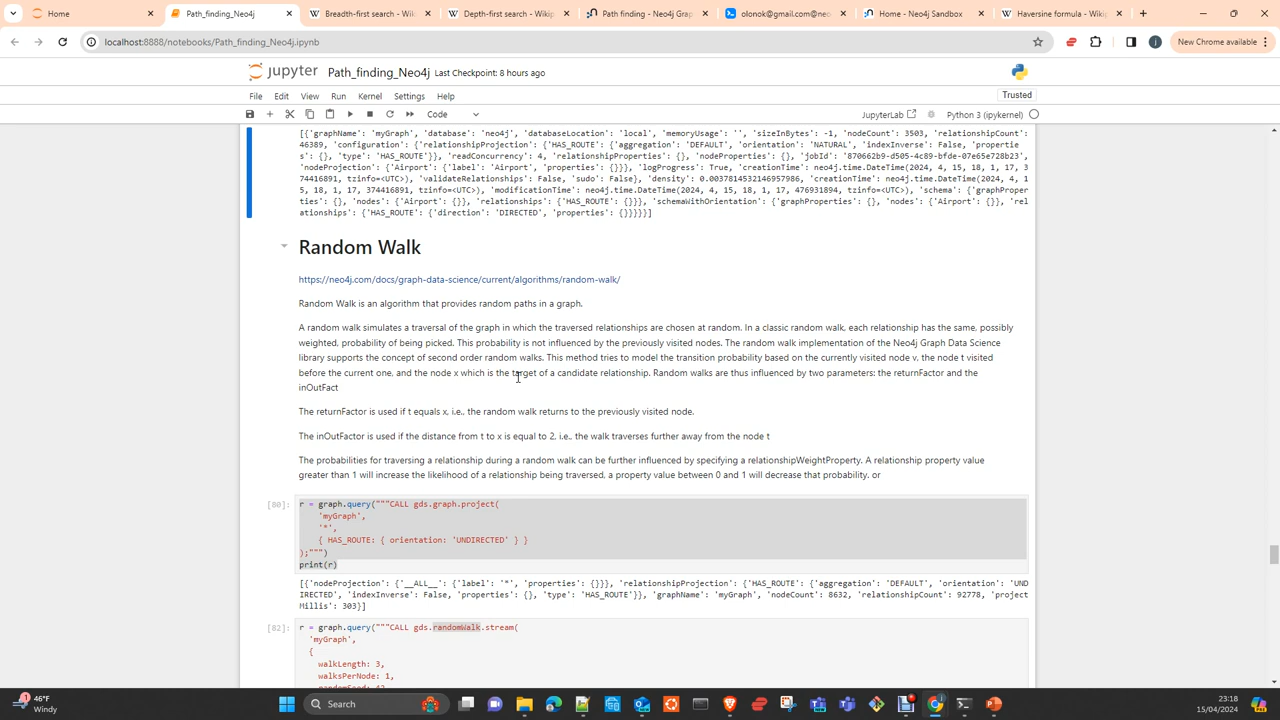 Home
Path_finding_Neo4j
Breadth-first search - Wiki
Depth-first search - Wikip
Path finding - Neo4j Gra
olonok@gmail.com@neo
Home - Neo4j Sandbox
Haversine formula - Wiki
localhost:8888/notebooks/Path_finding_Neo4j.ipynb
New Chrome available
jupyter Path_finding_Neo4j Last Checkpoint: 8 hours ago
File Edit View Run Kernel Settings Help
Trusted
Code
JupyterLab
Python 3 (ipykernel)
[{'graphName': 'myGraph', 'database': 'neo4j', 'databaseLocation': 'local', 'memoryUsage': '', 'sizeInBytes': -1, 'nodeCount': 3503, 'relationshipCount':
46389, 'configuration': {'relationshipProjection': {'HAS_ROUTE': {'aggregation': 'DEFAULT', 'orientation': 'NATURAL', 'indexInverse': False, 'propertie
s': {}, 'type': 'HAS_ROUTE'}}, 'readConcurrency': 4, 'relationshipProperties': {}, 'nodeProperties': {}, 'jobId': '870662b9-d505-4c89-bfde-07e65e728b23',
'nodeProjection': {'Airport': {'label': 'Airport', 'properties': {}}}, 'logProgress': True, 'creationTime': neo4j.time.DateTime(2024, 4, 15, 18, 1, 17, 3
74416891, tzinfo=<UTC>), 'validateRelationships': False, 'sudo': False}, 'density': 0.0037814532146957986, 'creationTime': neo4j.time.DateTime(2024, 4, 1
5, 18, 1, 17, 374416891, tzinfo=<UTC>), 'modificationTime': neo4j.time.DateTime(2024, 4, 15, 18, 1, 17, 476931894, tzinfo=<UTC>), 'schema': {'graphProper
ties': {}, 'nodes': {'Airport': {}}, 'relationships': {'HAS_ROUTE': {}}}, 'schemaWithOrientation': {'graphProperties': {}, 'nodes': {'Airport': {}}, 'rel
ationships': {'HAS_ROUTE': {'direction': 'DIRECTED', 'properties': {}}}}}]
Random Walk
https://neo4j.com/docs/graph-data-science/current/algorithms/random-walk/
Random Walk is an algorithm that provides random paths in a graph.
A random walk simulates a traversal of the graph in which the traversed relationships are chosen at random. In a classic random walk, each relationship has the same, possibly
weighted, probability of being picked. This probability is not influenced by the previously visited nodes. The random walk implementation of the Neo4j Graph Data Science
library supports the concept of second order random walks. This method tries to model the transition probability based on the currently visited node v, the node t visited
before the current one, and the node x which is the target of a candidate relationship. Random walks are thus influenced by two parameters: the returnFactor and the
inOutFact
The returnFactor is used if t equals x, i.e., the random walk returns to the previously visited node.
The inOutFactor is used if the distance from t to x is equal to 2, i.e., the walk traverses further away from the node t
The probabilities for traversing a relationship during a random walk can be further influenced by specifying a relationshipWeightProperty. A relationship property value
greater than 1 will increase the likelihood of a relationship being traversed, a property value between 0 and 1 will decrease that probability. or
[80]: r = graph.query("""CALL gds.graph.project(
'myGraph',
'*',
{ HAS_ROUTE: { orientation: 'UNDIRECTED' } }
);""")
print(r)
[{'nodeProjection': {'__ALL__': {'label': '*', 'properties': {}}}, 'relationshipProjection': {'HAS_ROUTE': {'aggregation': 'DEFAULT', 'orientation': 'UND
IRECTED', 'indexInverse': False, 'properties': {}, 'type': 'HAS_ROUTE'}}, 'graphName': 'myGraph', 'nodeCount': 8632, 'relationshipCount': 92778, 'project
Millis': 303}]
[82]: r = graph.query("""CALL gds.randomWalk.stream(
'myGraph',
{
walkLength: 3,
walksPerNode: 1,
46°F
Windy
Search
23:18
15/04/2024